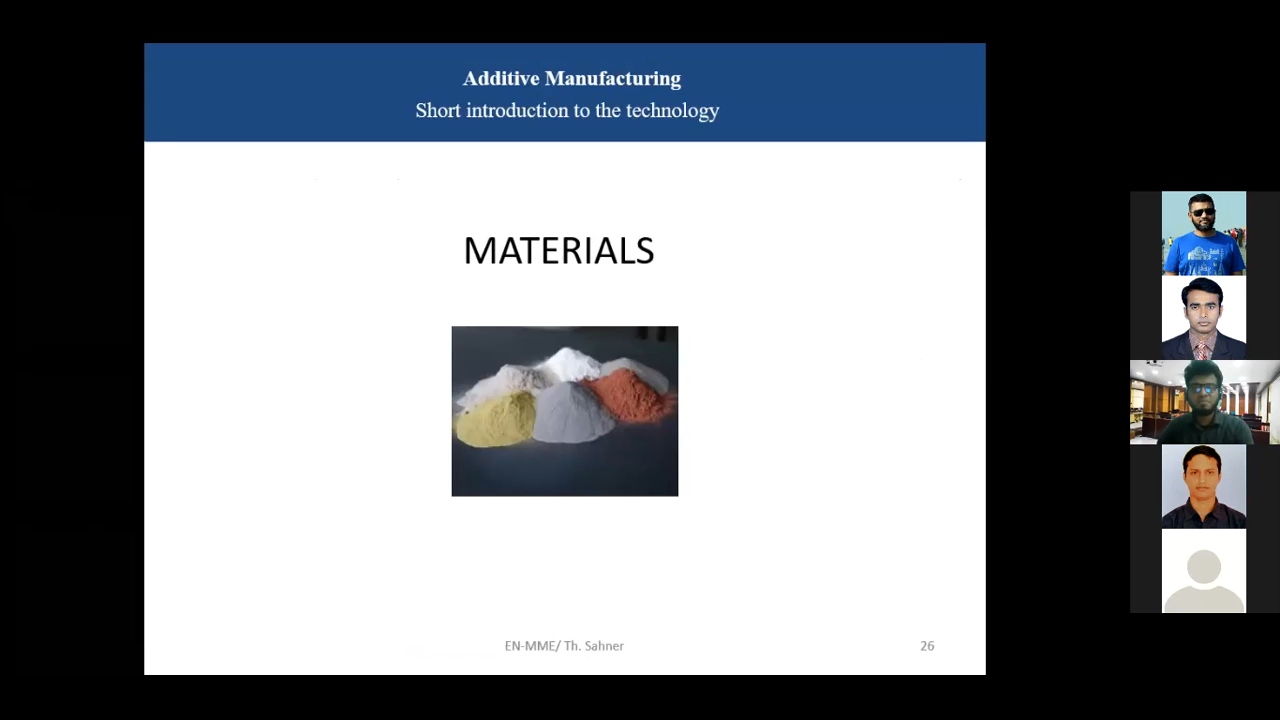 Additive Manufacturing
Short introduction to the technology
MATERIALS
EN-MME/ Th. Sahner
26